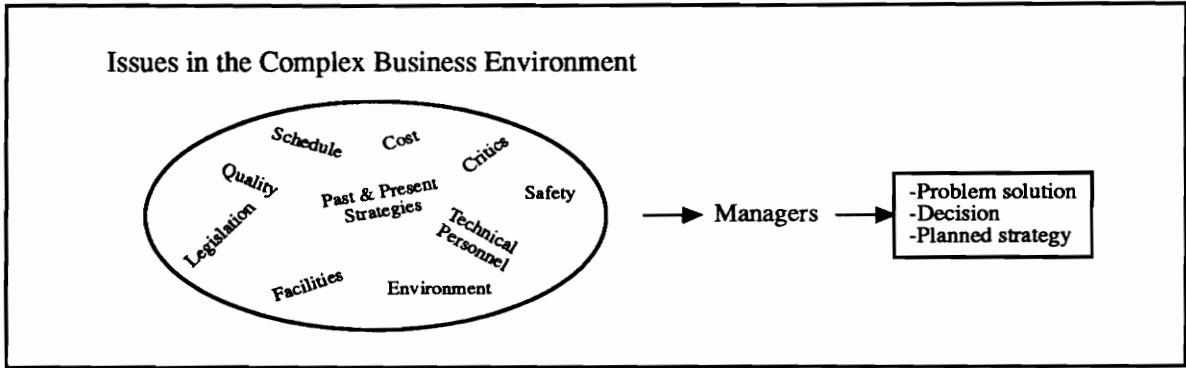 Issues in the Complex Business Environment
Schedule
Cost
Critics
Quality
Past & Present
Strategies
Safety
Legislation
Technical
Personnel
Facilities
Environment
Managers
-Problem solution
-Decision
-Planned strategy